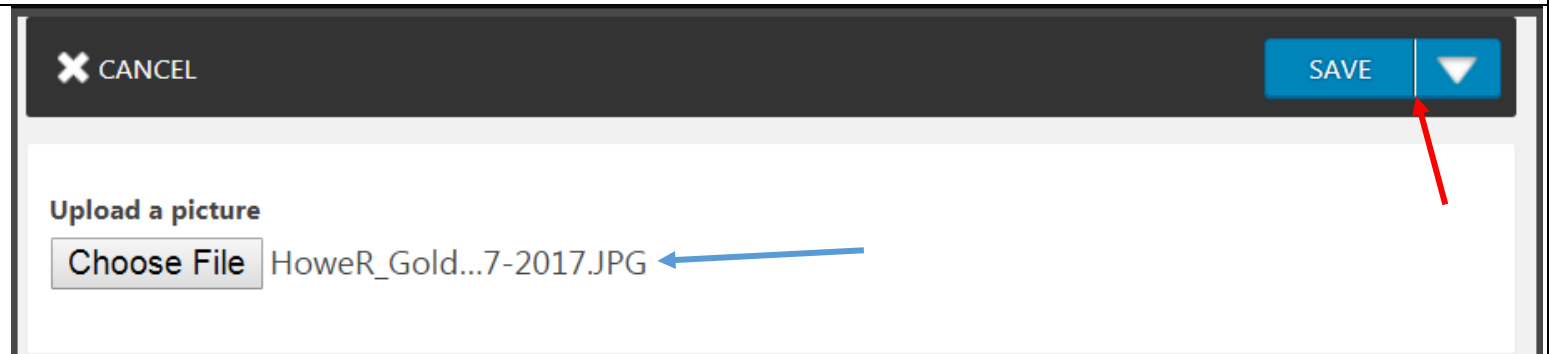 CANCEL SAVE
Upload a picture
Choose File HoweR_Gold...7-2017.JPG